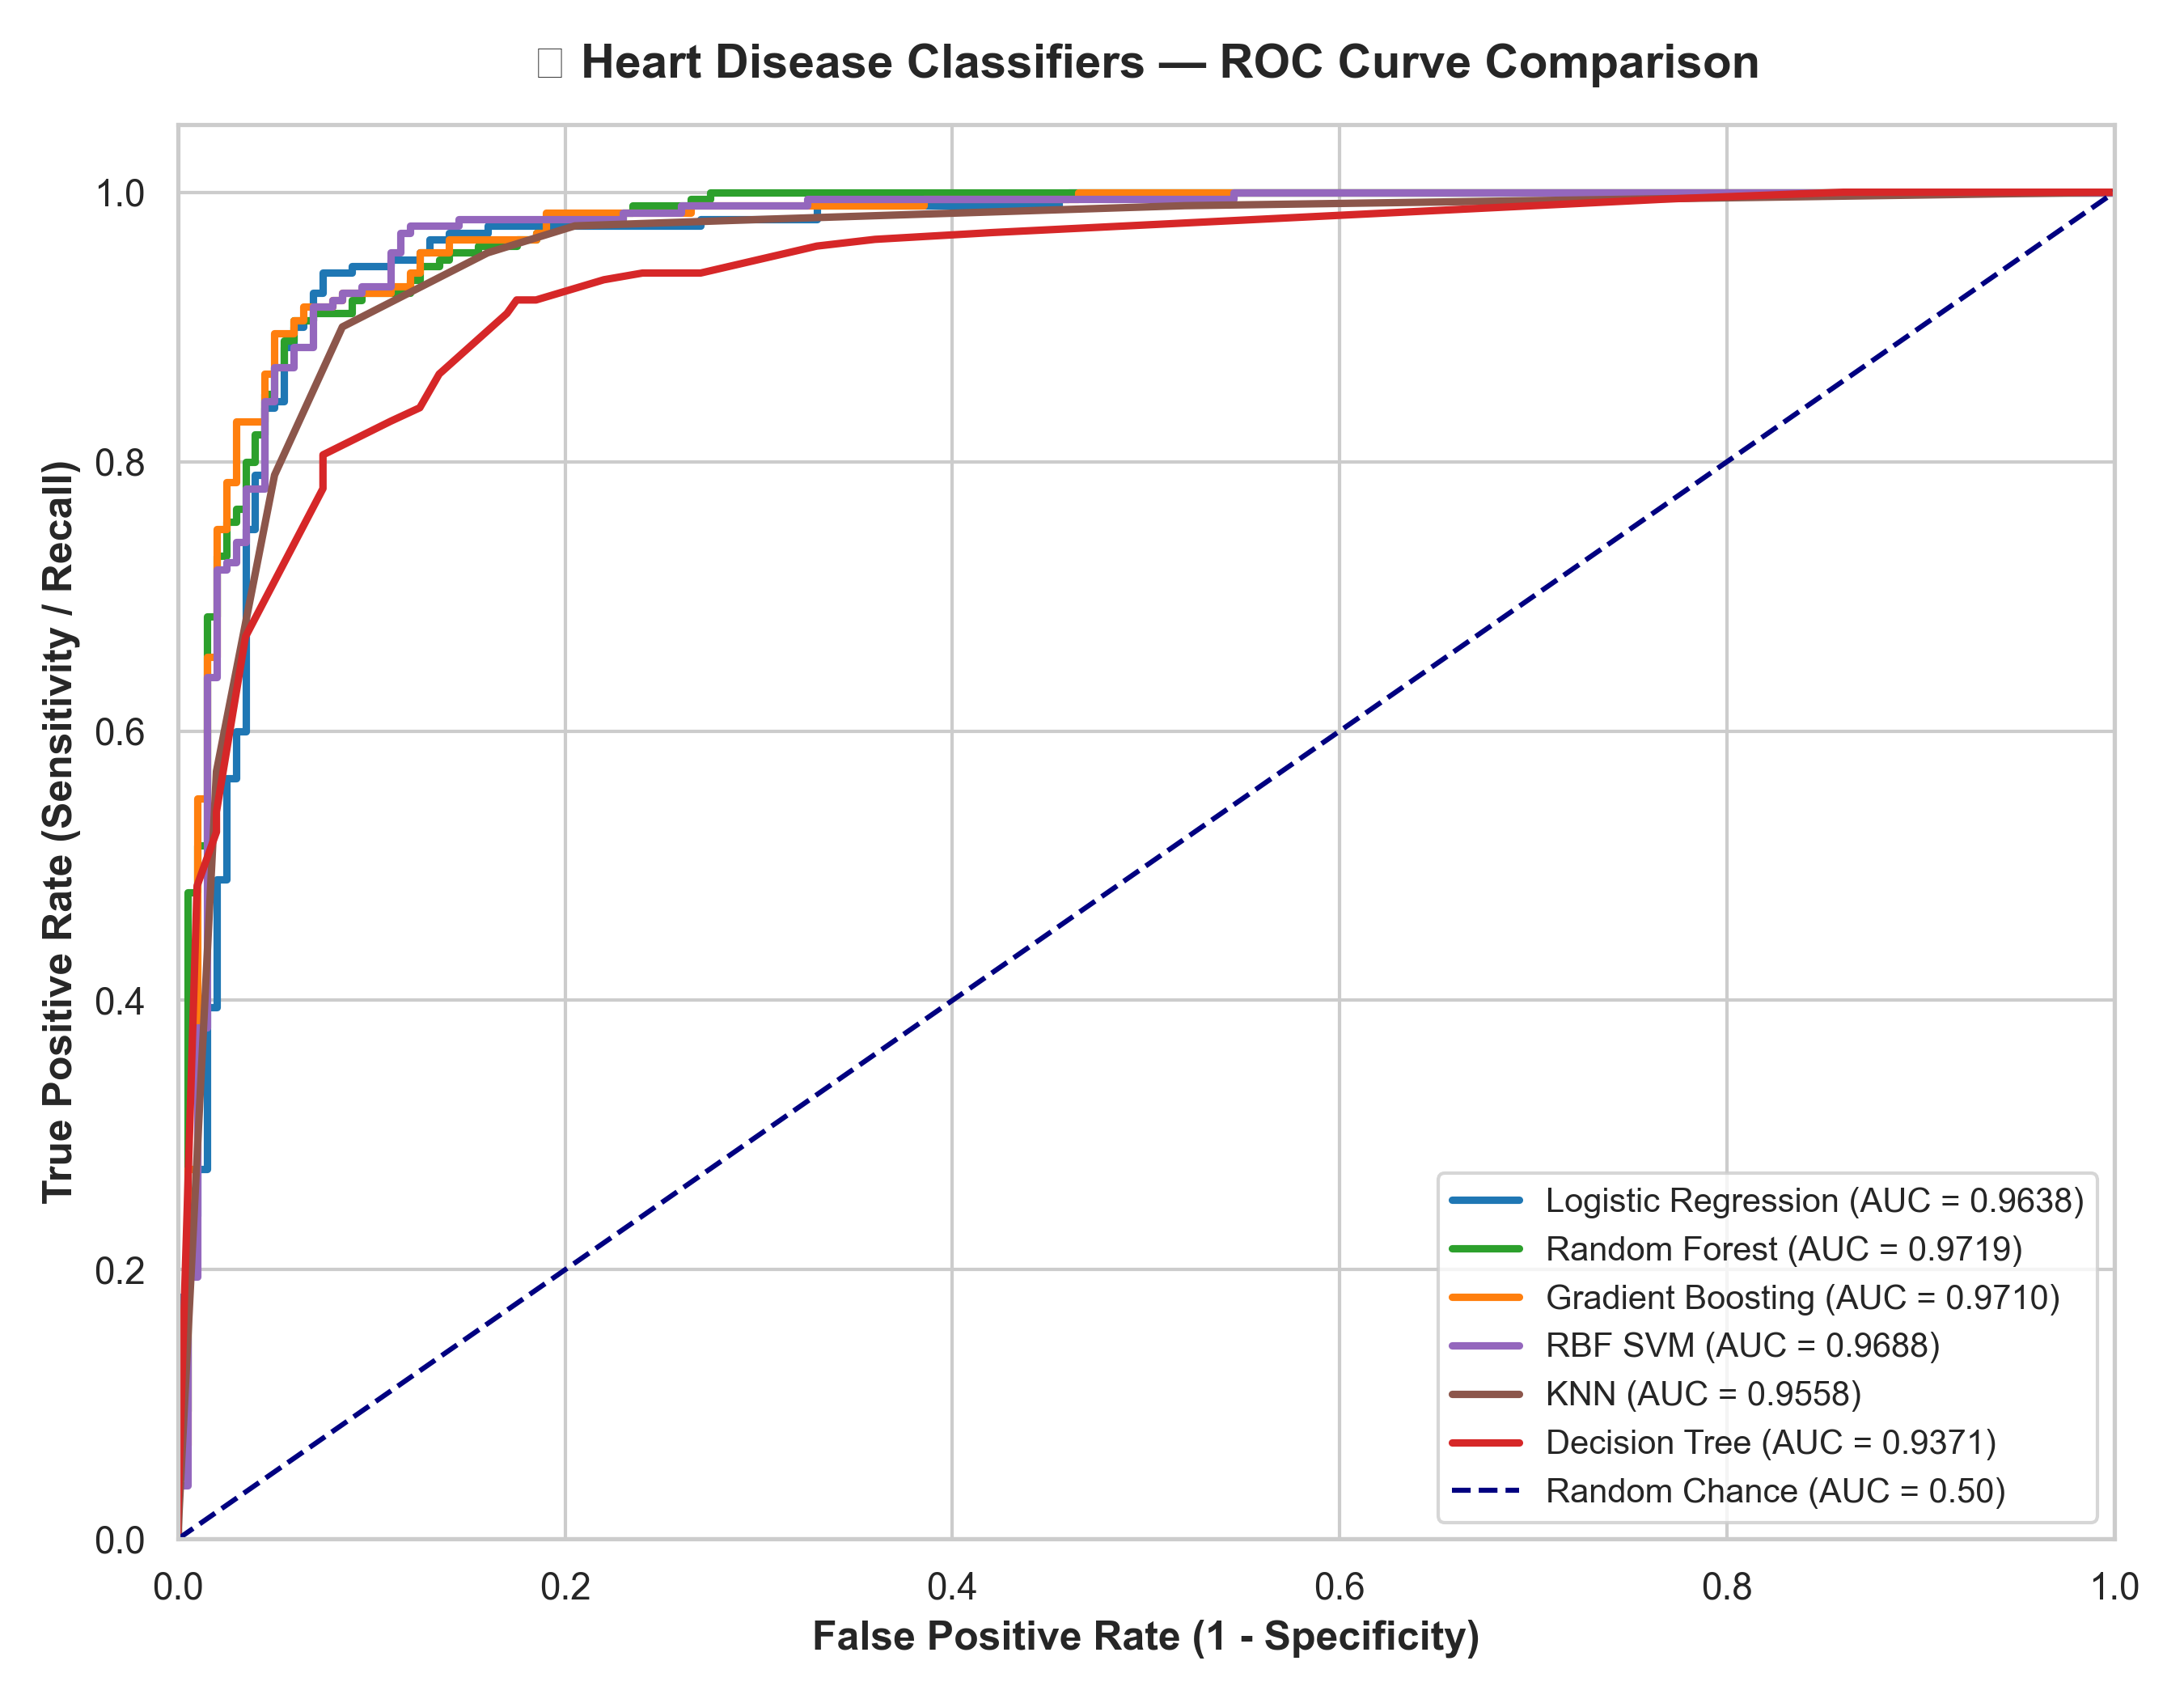 ▯ Heart Disease Classifiers — ROC Curve Comparison
True Positive Rate (Sensitivity / Recall)
1.0
0.8
0.6
0.4
0.2
0.0
Logistic Regression (AUC = 0.9638)
Random Forest (AUC = 0.9719)
Gradient Boosting (AUC = 0.9710)
RBF SVM (AUC = 0.9688)
KNN (AUC = 0.9558)
Decision Tree (AUC = 0.9371)
Random Chance (AUC = 0.50)
0.0 0.2 0.4 0.6 0.8 1.0
False Positive Rate (1 - Specificity)